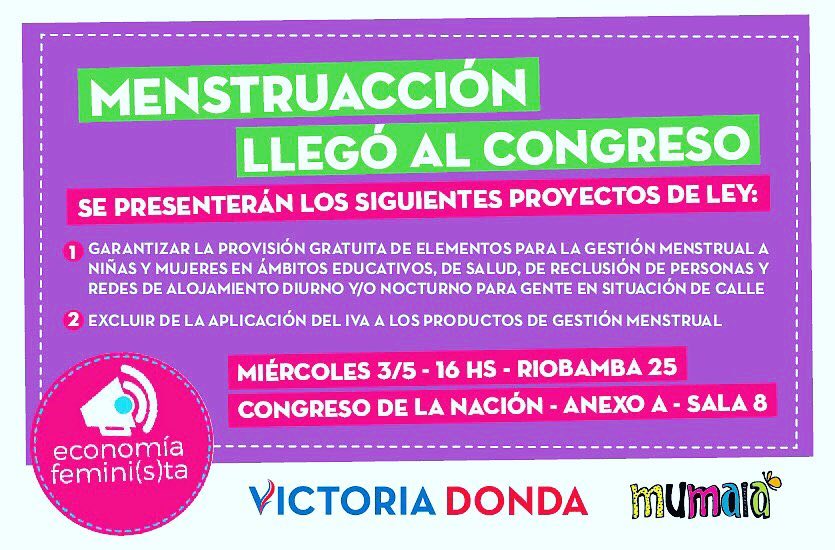 MENSTRUACCIÓN
LLEGÓ AL CONGRESO
SE PRESENTERÁN LOS SIGUIENTES PROYECTOS DE LEY:
1 GARANTIZAR LA PROVISIÓN GRATUITA DE ELEMENTOS PARA LA GESTIÓN MENSTRUAL A
NIÑAS Y MUJERES EN ÁMBITOS EDUCATIVOS, DE SALUD, DE RECLUSIÓN DE PERSONAS Y
REDES DE ALOJAMIENTO DIURNO Y/O NOCTURNO PARA GENTE EN SITUACIÓN DE CALLE
2 EXCLUIR DE LA APLICACIÓN DEL IVA A LOS PRODUCTOS DE GESTIÓN MENSTRUAL
MIÉRCOLES 3/5 - 16 HS - RIOBAMBA 25
CONGRESO DE LA NACIÓN - ANEXO A - SALA 8
economía
femini(s)ta
VICTORIA DONDA
mumala